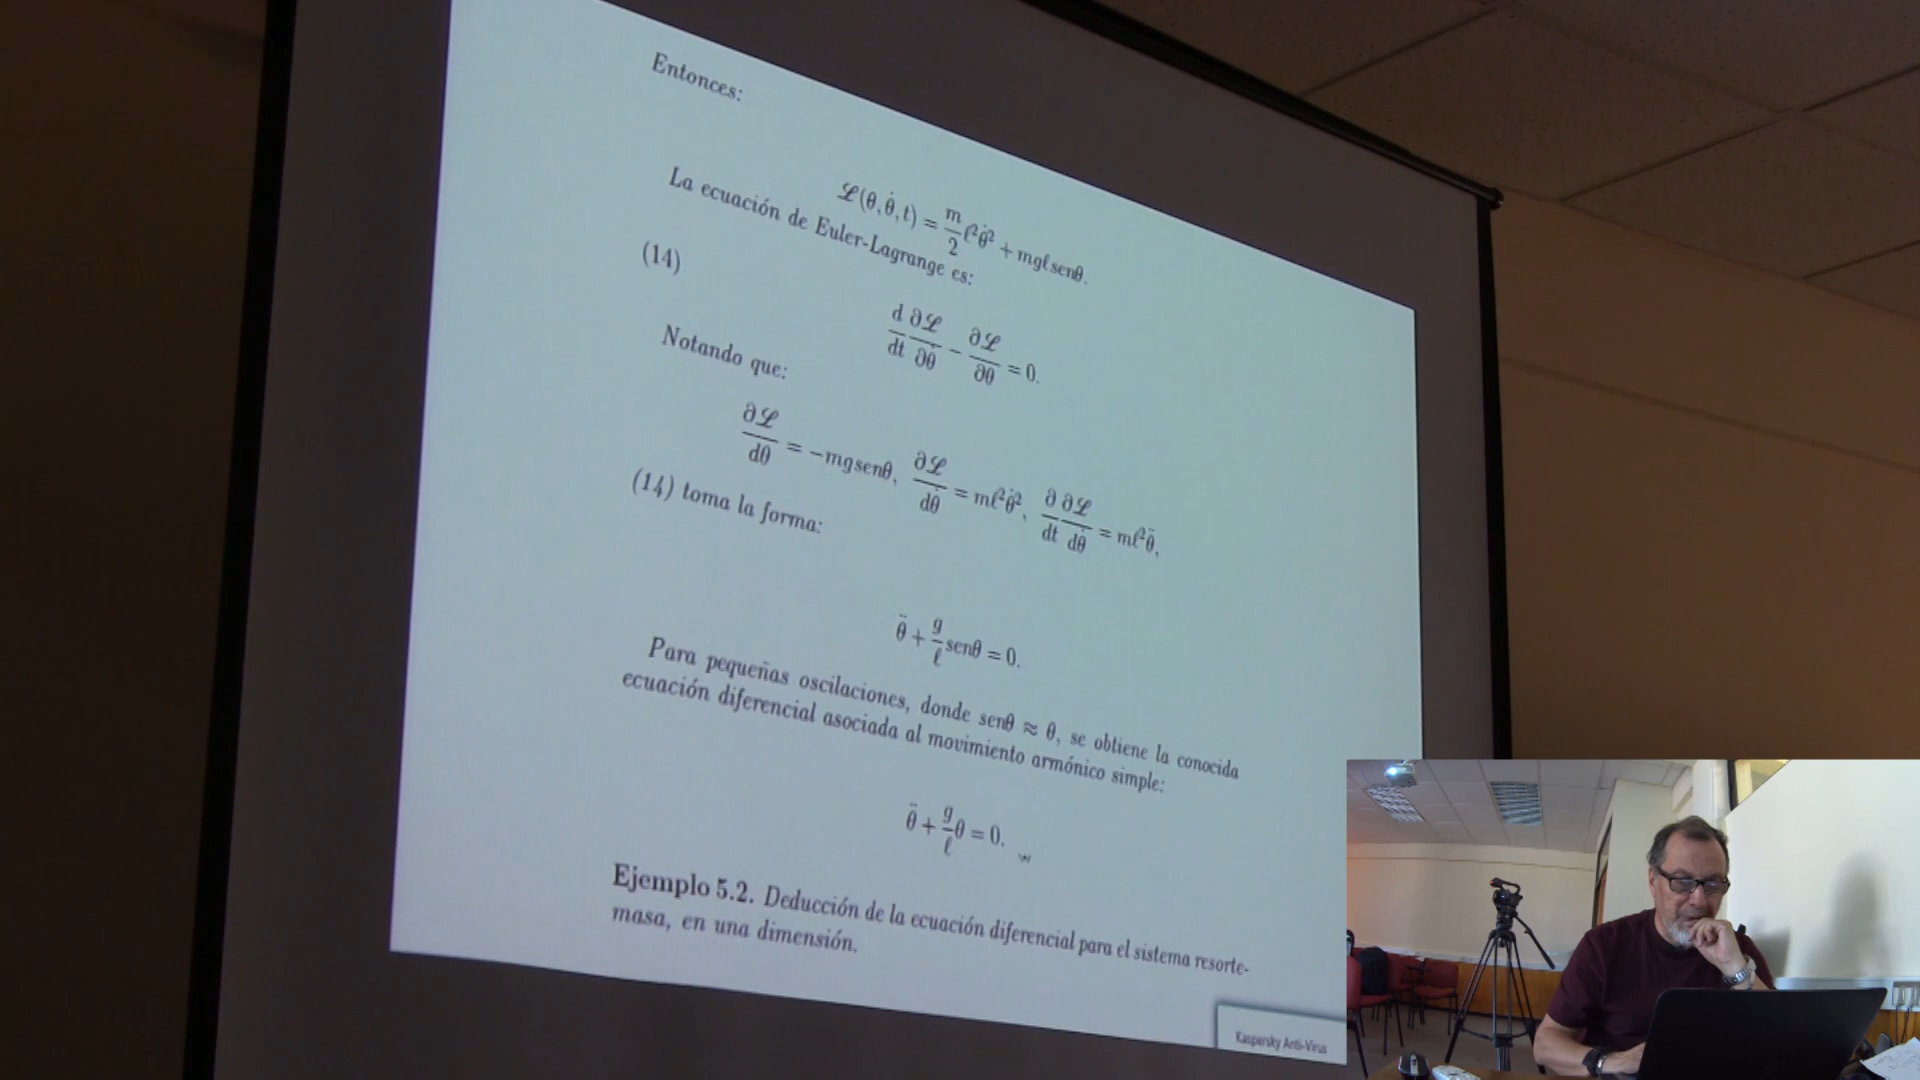 Entonces:
ℒ(θ, θ̇, t) = m/2 ℓ²θ̇² + mgℓsenθ.
La ecuación de Euler-Lagrange es:
(14)
d/dt ∂ℒ/∂θ̇ − ∂ℒ/∂θ = 0.
Notando que:
∂ℒ/dθ = −mgsenθ, ∂ℒ/dθ̇ = mℓ²θ̇², ∂/dt ∂ℒ/dθ̇ = mℓ²θ̈,
(14) toma la forma:
θ̈ + g/ℓ senθ = 0.
Para pequeñas oscilaciones, donde senθ ≈ θ, se obtiene la conocida
ecuación diferencial asociada al movimiento armónico simple:
θ̈ + g/ℓ θ = 0.
Ejemplo 5.2. Deducción de la ecuación diferencial para el sistema resorte-
masa, en una dimensión.
Kaspersky Anti-Virus